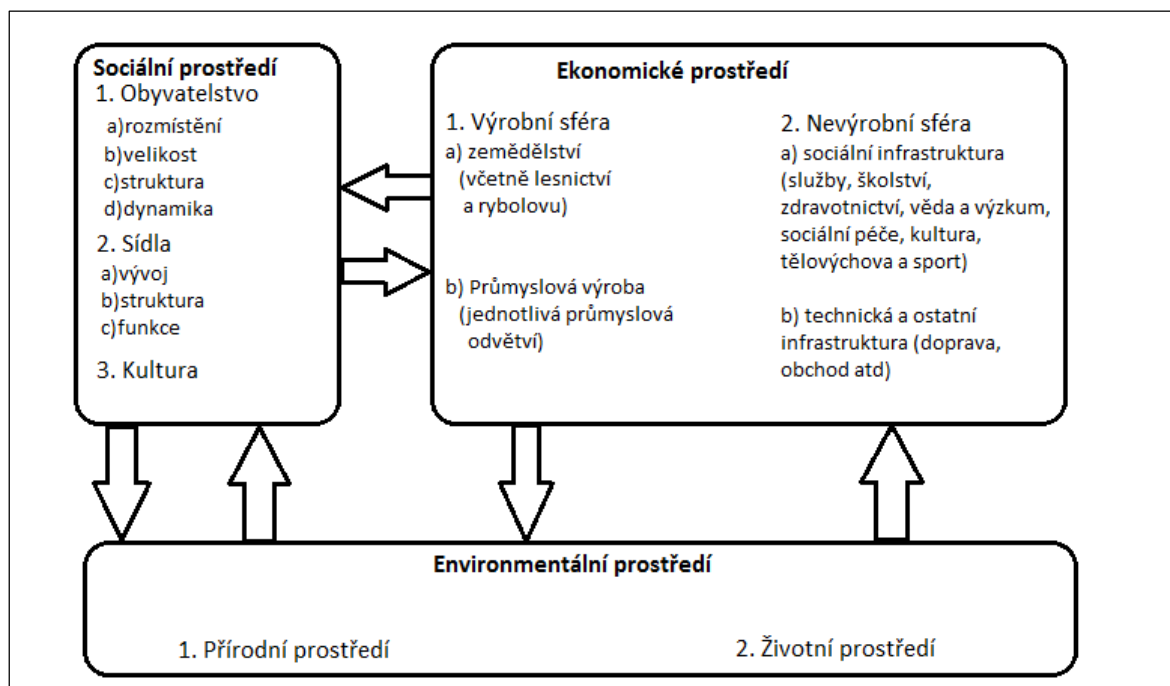 Sociální prostředí
1. Obyvatelstvo
a)rozmístění
b)velikost
c)struktura
d)dynamika
2. Sídla
a)vývoj
b)struktura
c)funkce
3. Kultura
Ekonomické prostředí
1. Výrobní sféra
a) zemědělství
(včetně lesnictví
a rybolovu)
b) Průmyslová výroba
(jednotlivá průmyslová
odvětví)
2. Nevýrobní sféra
a) sociální infrastruktura
(služby, školství,
zdravotnictví, věda a výzkum,
sociální péče, kultura,
tělovýchova a sport)
b) technická a ostatní
infrastruktura (doprava,
obchod atd)
Environmentální prostředí
1. Přírodní prostředí
2. Životní prostředí